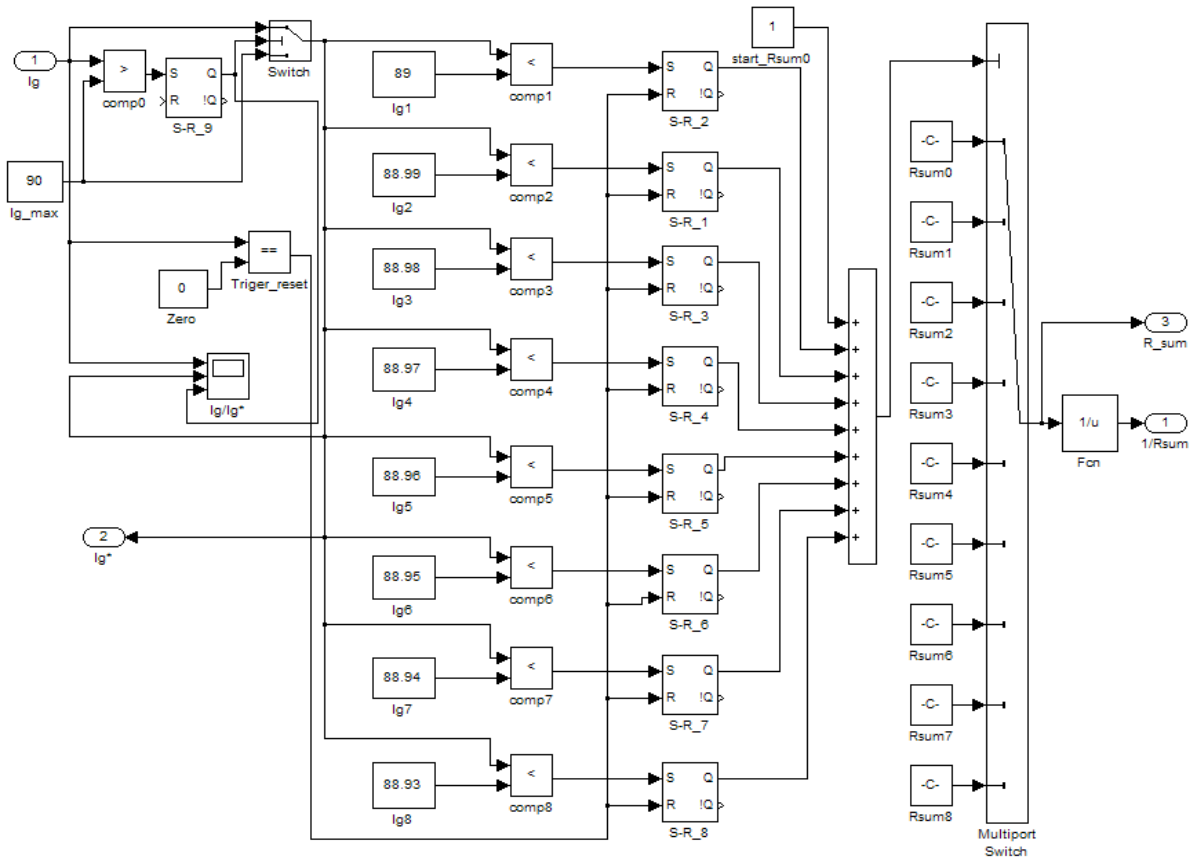 1
Ig
>
comp0
S Q
R !Q
S-R_9
Switch
90
Ig_max
==
Triger_reset
0
Zero
Ig/Ig*
2
Ig*
89
Ig1
<
comp1
S Q
R !Q
S-R_2
88.99
Ig2
<
comp2
S Q
R !Q
S-R_1
88.98
Ig3
<
comp3
S Q
R !Q
S-R_3
88.97
Ig4
<
comp4
S Q
R !Q
S-R_4
88.96
Ig5
<
comp5
S Q
R !Q
S-R_5
88.95
Ig6
<
comp6
S Q
R !Q
S-R_6
88.94
Ig7
<
comp7
S Q
R !Q
S-R_7
88.93
Ig8
<
comp8
S Q
R !Q
S-R_8
1
start_Rsum0
+
+
+
+
+
+
+
+
+
-C-
Rsum0
-C-
Rsum1
-C-
Rsum2
-C-
Rsum3
-C-
Rsum4
-C-
Rsum5
-C-
Rsum6
-C-
Rsum7
-C-
Rsum8
Multiport
Switch
3
R_sum
1/u
Fcn
1
1/Rsum